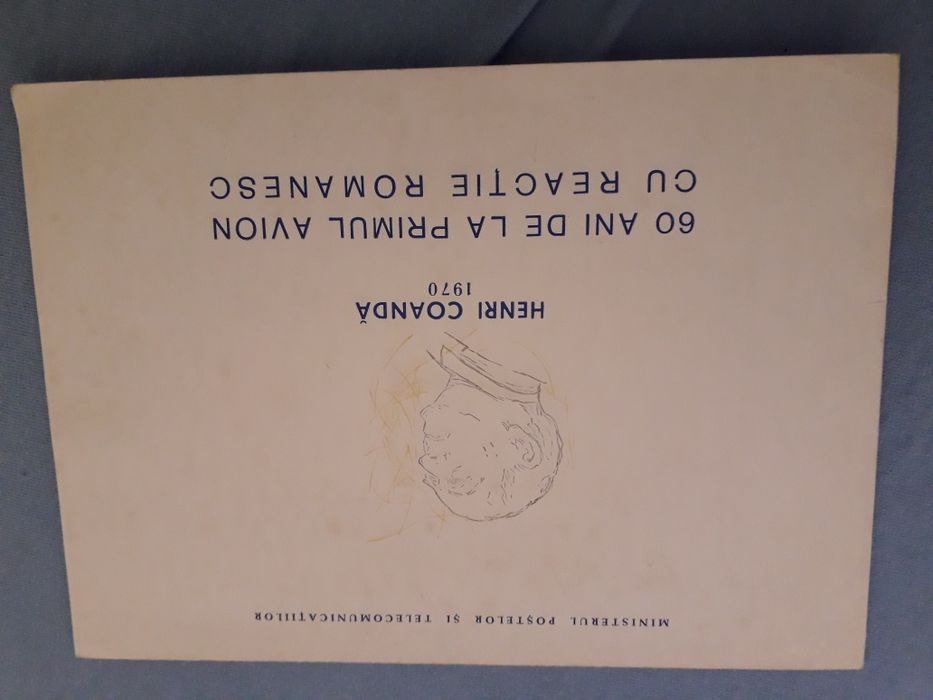 MINISTERUL POȘTELOR ȘI TELECOMUNICAȚIILOR
HENRI COANDĂ
1970
60 ANI DE LA PRIMUL AVION
CU REACȚIE ROMANESC